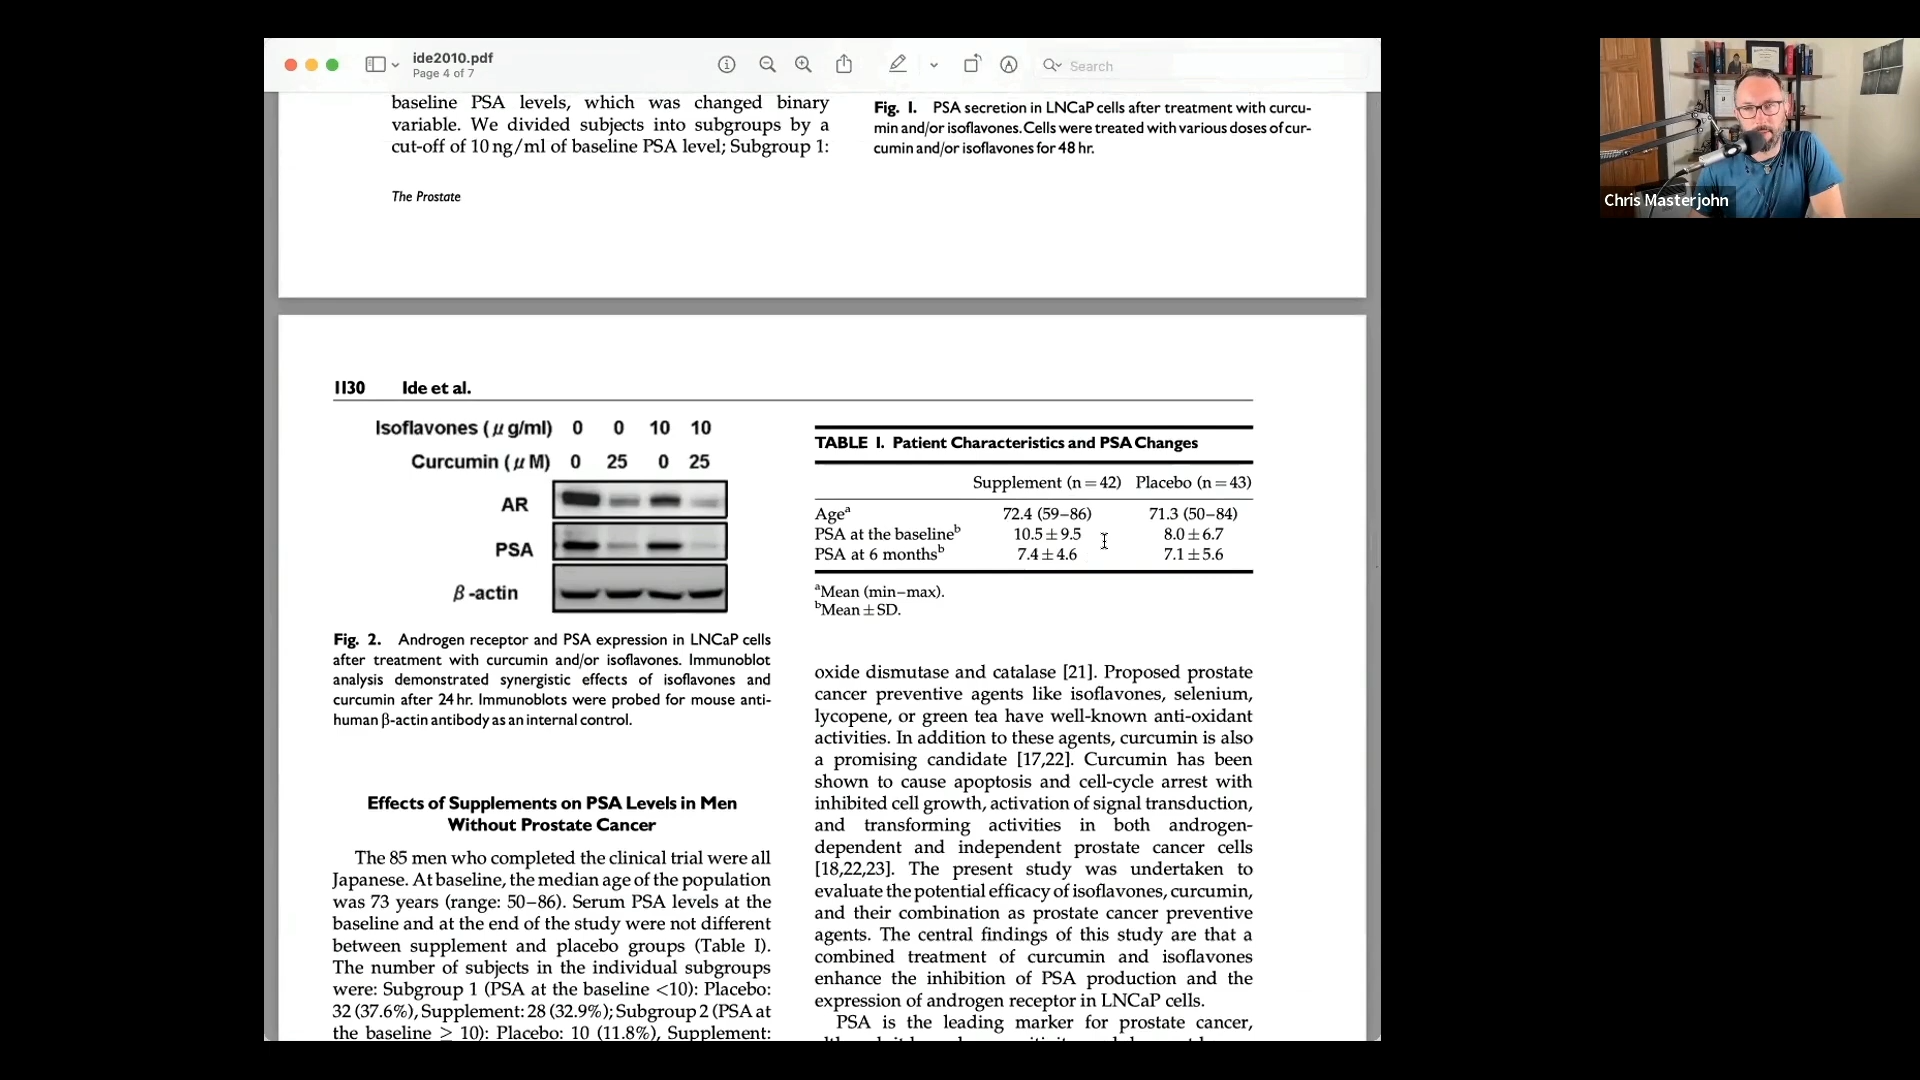 ide2010.pdf
Page 4 of 7
Search
baseline PSA levels, which was changed binary
variable. We divided subjects into subgroups by a
cut-off of 10 ng/ml of baseline PSA level; Subgroup 1:
The Prostate
Fig. 1. PSA secretion in LNCaP cells after treatment with curcu-
min and/or isoflavones. Cells were treated with various doses of cur-
cumin and/or isoflavones for 48 hr.
Chris Masterjohn
1130 Ide et al.
Isoflavones (μg/ml) 0 0 10 10
Curcumin (μM) 0 25 0 25
AR
PSA
β-actin
Fig. 2. Androgen receptor and PSA expression in LNCaP cells
after treatment with curcumin and/or isoflavones. Immunoblot
analysis demonstrated synergistic effects of isoflavones and
curcumin after 24 hr. Immunoblots were probed for mouse anti-
human β-actin antibody as an internal control.
Effects of Supplements on PSA Levels in Men
Without Prostate Cancer
The 85 men who completed the clinical trial were all
Japanese. At baseline, the median age of the population
was 73 years (range: 50–86). Serum PSA levels at the
baseline and at the end of the study were not different
between supplement and placebo groups (Table I).
The number of subjects in the individual subgroups
were: Subgroup 1 (PSA at the baseline <10): Placebo:
32 (37.6%), Supplement: 28 (32.9%); Subgroup 2 (PSA at
the baseline ≥ 10): Placebo: 10 (11.8%), Supplement:
TABLE I. Patient Characteristics and PSA Changes
Supplement (n = 42) Placebo (n = 43)
Age^a 72.4 (59–86) 71.3 (50–84)
PSA at the baseline^b 10.5 ± 9.5 8.0 ± 6.7
PSA at 6 months^b 7.4 ± 4.6 7.1 ± 5.6
^aMean (min–max).
^bMean ± SD.
oxide dismutase and catalase [21]. Proposed prostate
cancer preventive agents like isoflavones, selenium,
lycopene, or green tea have well-known anti-oxidant
activities. In addition to these agents, curcumin is also
a promising candidate [17,22]. Curcumin has been
shown to cause apoptosis and cell-cycle arrest with
inhibited cell growth, activation of signal transduction,
and transforming activities in both androgen-
dependent and independent prostate cancer cells
[18,22,23]. The present study was undertaken to
evaluate the potential efficacy of isoflavones, curcumin,
and their combination as prostate cancer preventive
agents. The central findings of this study are that a
combined treatment of curcumin and isoflavones
enhance the inhibition of PSA production and the
expression of androgen receptor in LNCaP cells.
PSA is the leading marker for prostate cancer,